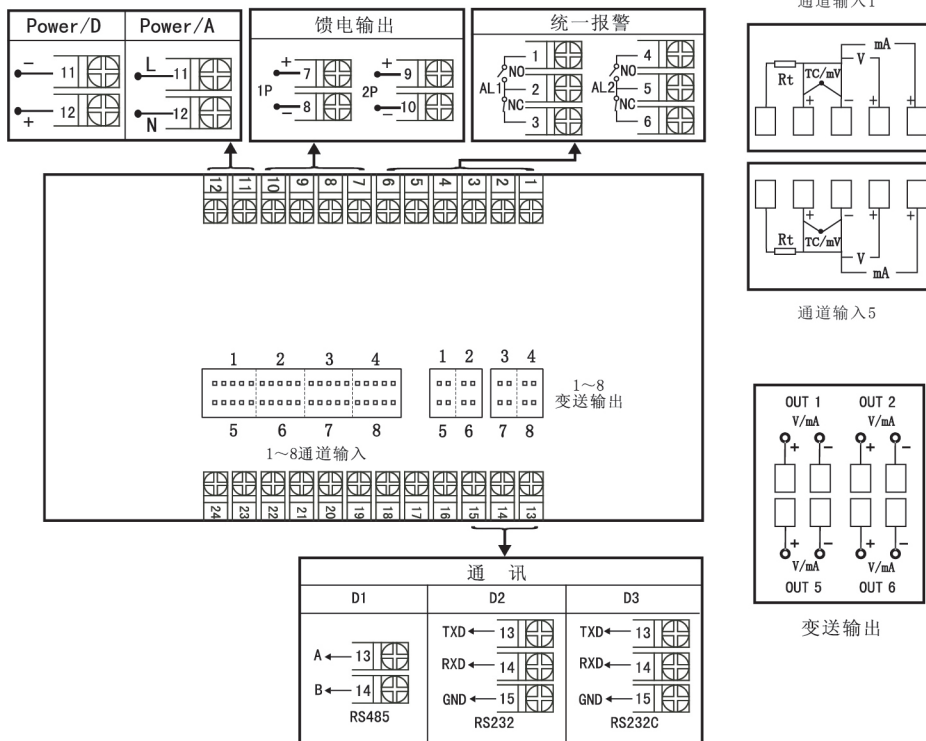 Power/D Power/A
- 11
+ 12
L 11
N 12
馈电输出
1P + 7
- 8
2P + 9
- 10
统一报警
AL1 NO NC 1 2 3
AL2 NO NC 4 5 6
通道输入1
mA
V
Rt TC/mV
+ - + +
+ - + +
Rt TC/mV
V
mA
通道输入5
12 11 10 9 8 7 6 5 4 3 2 1
1 2 3 4
5 6 7 8
1～8通道输入
1 2 3 4
5 6 7 8
1～8
变送输出
24 23 22 21 20 19 18 17 16 15 14 13
OUT 1 OUT 2
V/mA V/mA
+ - + -
+ - + -
V/mA V/mA
OUT 5 OUT 6
变送输出
通 讯
D1 D2 D3
A 13
B 14
RS485
TXD 13
RXD 14
GND 15
RS232
TXD 13
RXD 14
GND 15
RS232C